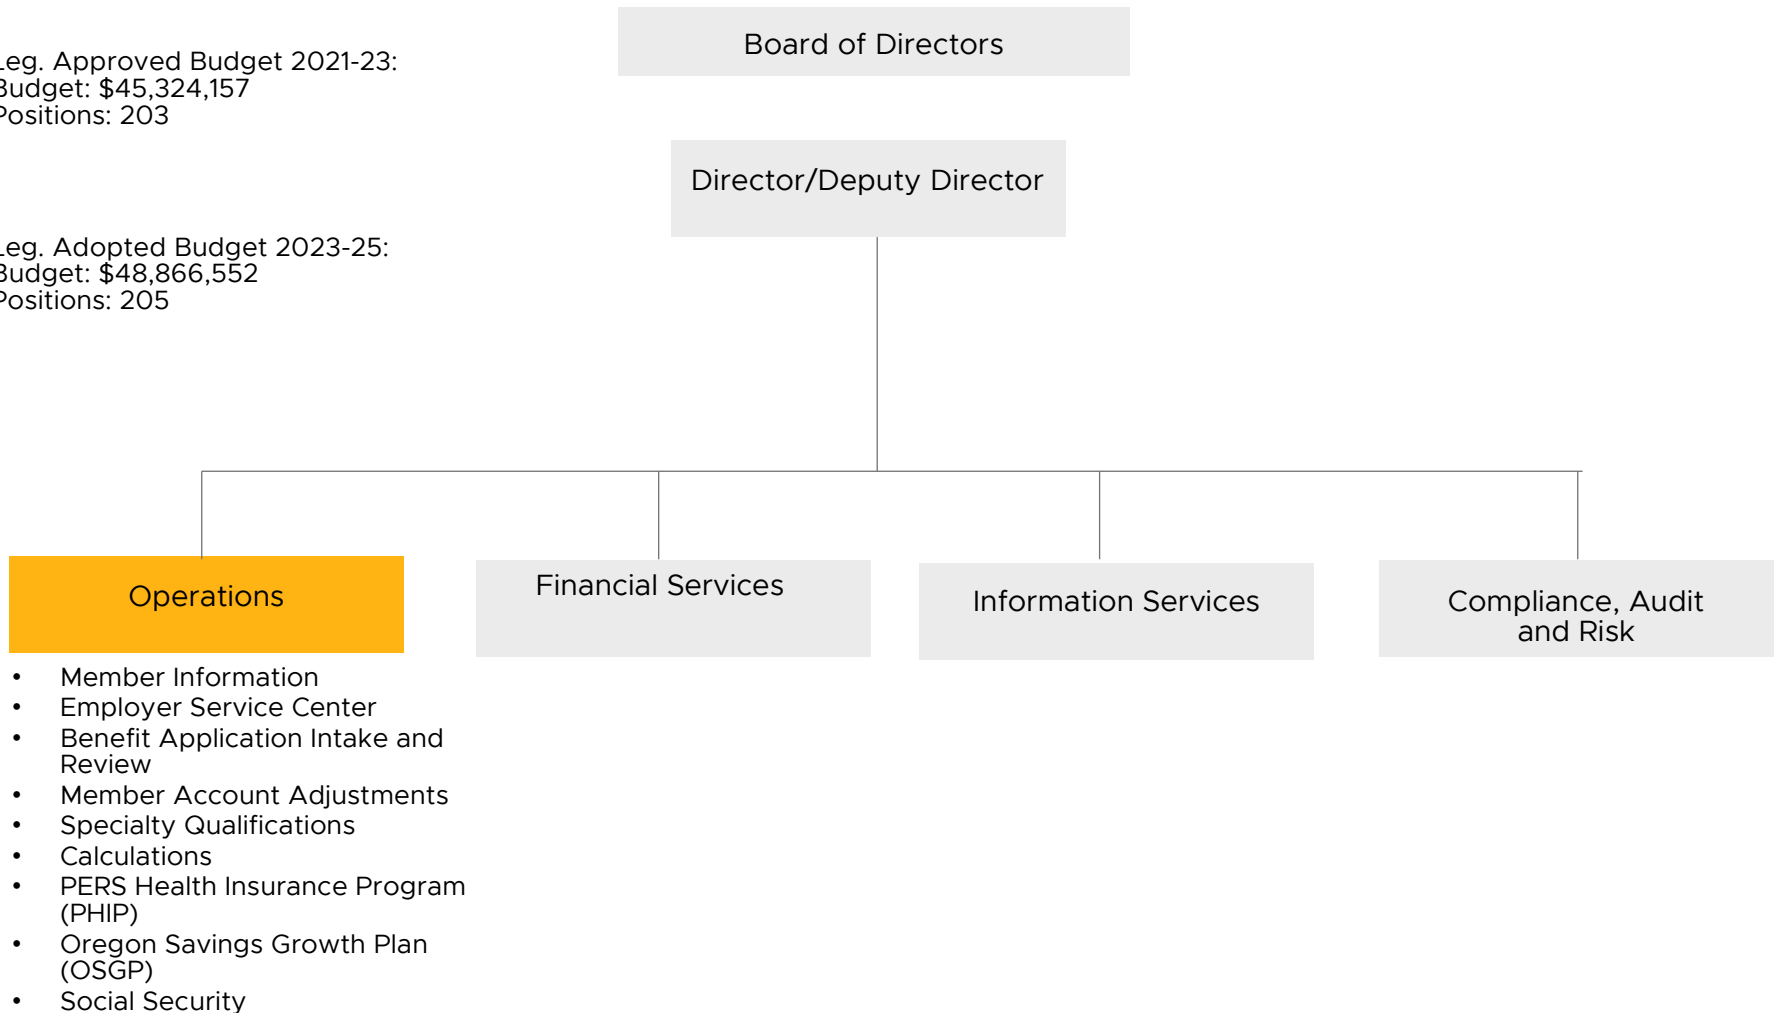 Board of Directors
Leg. Approved Budget 2021-23:
Budget: $45,324,157
Positions: 203
Director/Deputy Director
Leg. Adopted Budget 2023-25:
Budget: $48,866,552
Positions: 205
Operations
Financial Services
Information Services
Compliance, Audit
and Risk
• Member Information
• Employer Service Center
• Benefit Application Intake and
Review
• Member Account Adjustments
• Specialty Qualifications
• Calculations
• PERS Health Insurance Program
(PHIP)
• Oregon Savings Growth Plan
(OSGP)
• Social Security